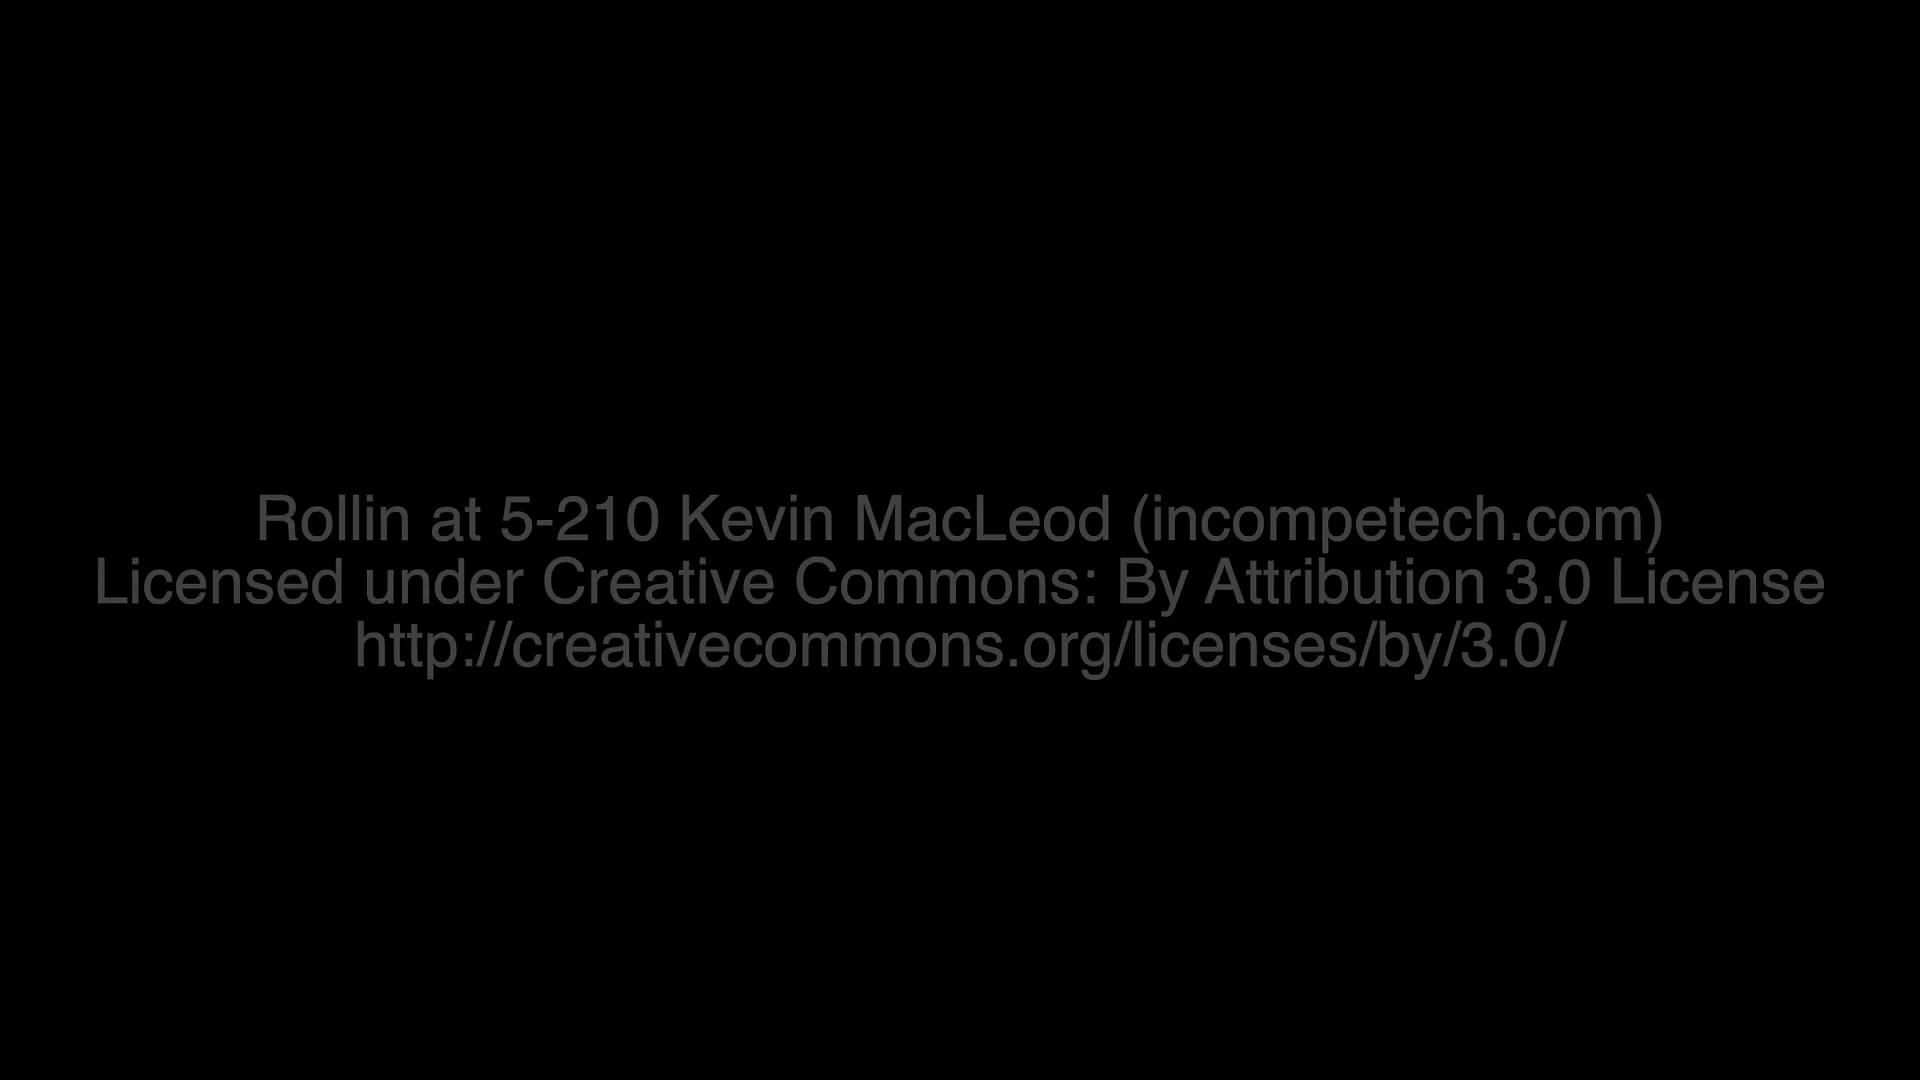 Rollin at 5-210 Kevin MacLeod (incompetech.com)
Licensed under Creative Commons: By Attribution 3.0 License
http://creativecommons.org/licenses/by/3.0/